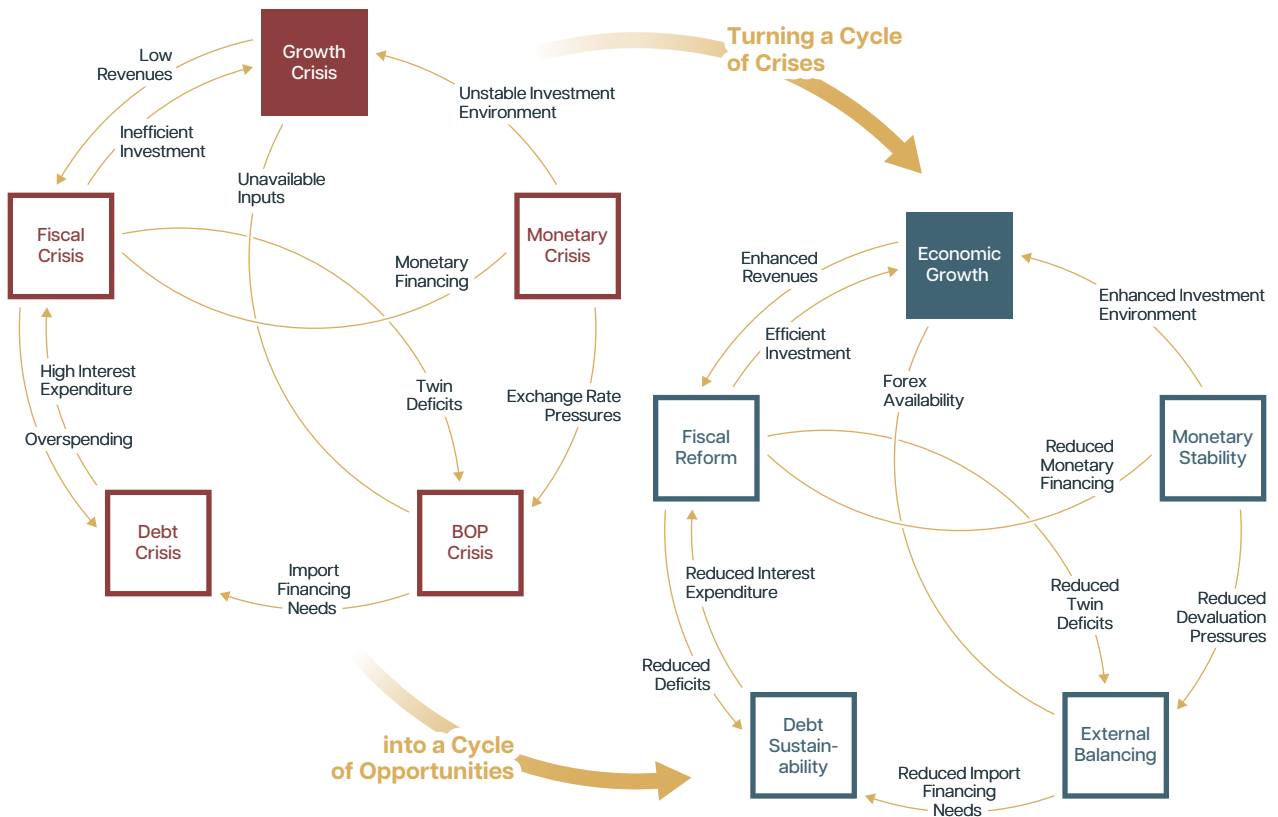 Growth
Crisis
Low
Revenues
Inefficient
Investment
Unstable Investment
Environment
Unavailable
Inputs
Fiscal
Crisis
Monetary
Crisis
Monetary
Financing
High Interest
Expenditure
Overspending
Twin
Deficits
Exchange Rate
Pressures
Debt
Crisis
BOP
Crisis
Import
Financing
Needs
Turning a Cycle
of Crises
into a Cycle
of Opportunities
Economic
Growth
Enhanced
Revenues
Efficient
Investment
Enhanced Investment
Environment
Forex
Availability
Fiscal
Reform
Monetary
Stability
Reduced
Monetary
Financing
Reduced Interest
Expenditure
Reduced
Deficits
Reduced
Twin
Deficits
Reduced
Devaluation
Pressures
Debt
Sustain-
ability
External
Balancing
Reduced Import
Financing
Needs